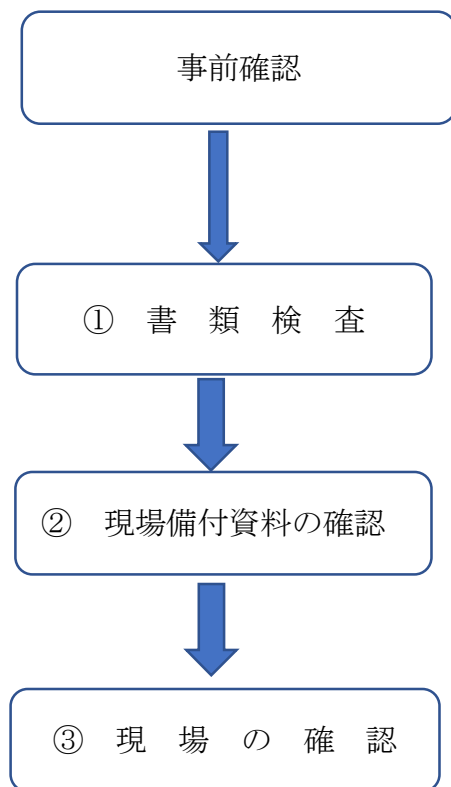 事前確認
① 書 類 検 査
② 現場備付資料の確認
③ 現 場 の 確 認